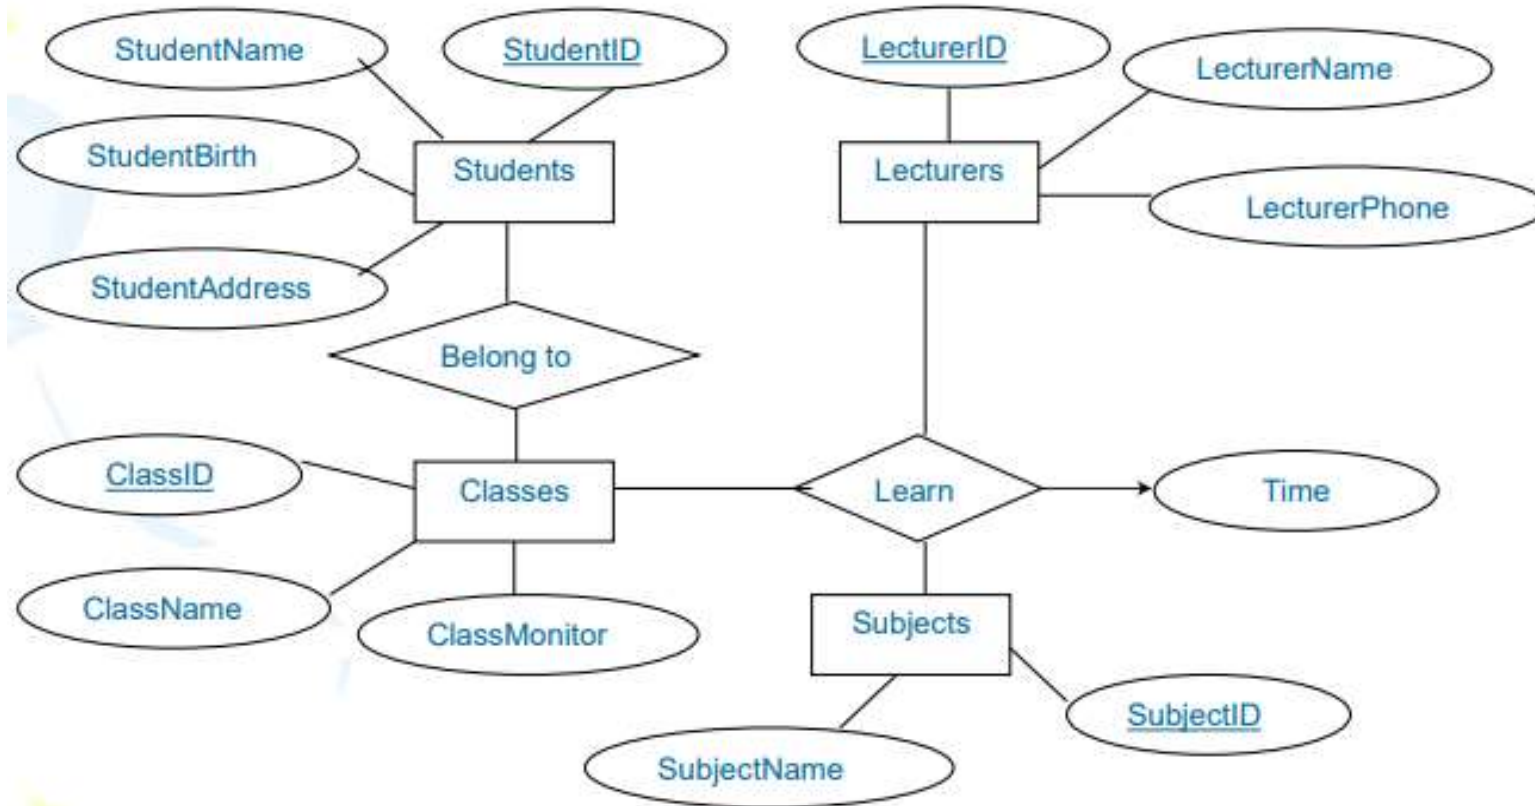 StudentName
StudentID
LecturerID
LecturerName
StudentBirth
Students
Lecturers
LecturerPhone
StudentAddress
Belong to
ClassID
Classes
Learn
Time
ClassName
ClassMonitor
Subjects
SubjectID
SubjectName